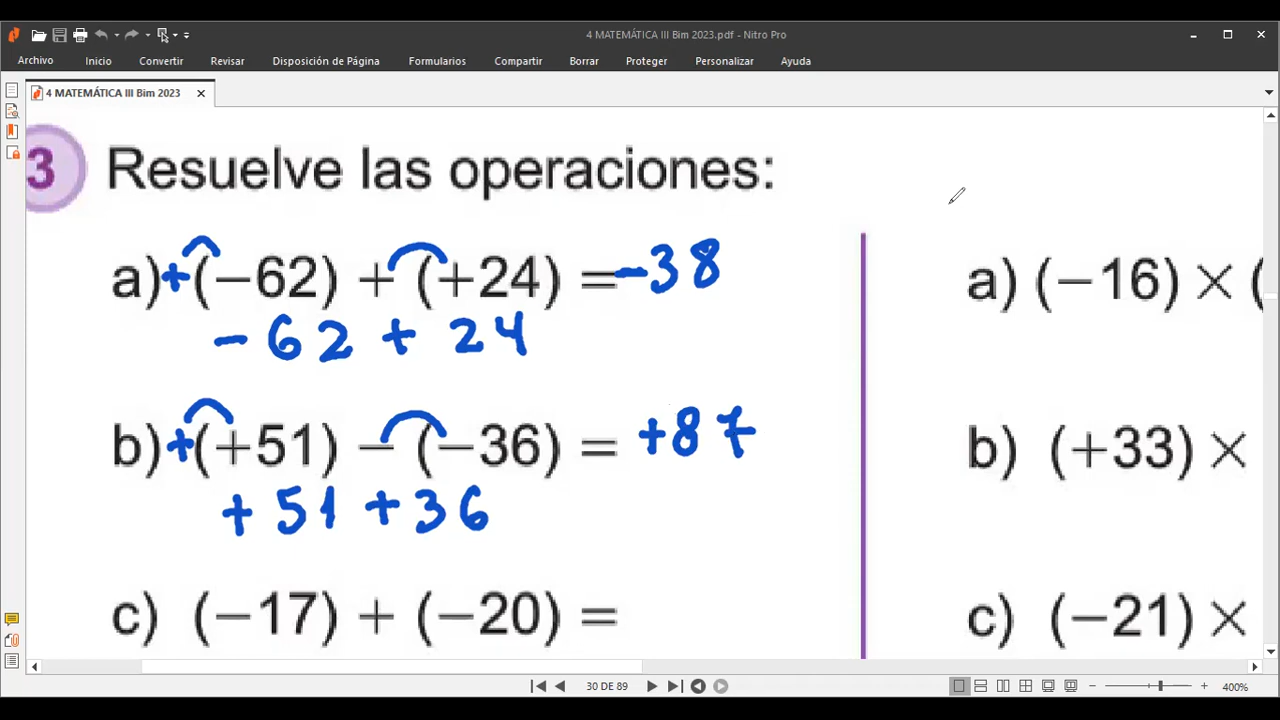 4 MATEMÁTICA III Bim 2023.pdf - Nitro Pro
Archivo Inicio Convertir Revisar Disposición de Página Formularios Compartir Borrar Proteger Personalizar Ayuda
4 MATEMÁTICA III Bim 2023
3 Resuelve las operaciones:
a) +(−62) + (+24) = -38
- 62 + 24
b) +(+51) − (−36) = +87
+ 51 + 36
c) (−17) + (−20) =
a) (−16) × (
b) (+33) ×
c) (−21) ×
30 DE 89
400%